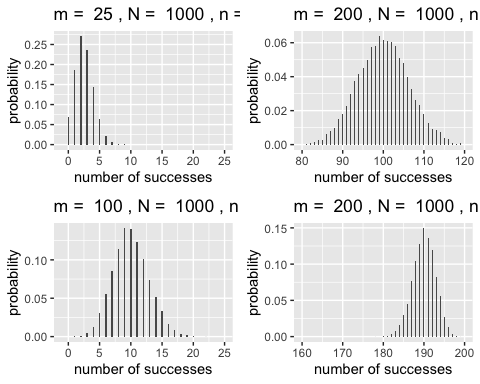 m = 25 , N = 1000 , n =
probability
0.25
0.20
0.15
0.10
0.05
0.00
0 5 10 15 20 25
number of successes
m = 200 , N = 1000 , n
probability
0.06
0.04
0.02
0.00
80 90 100 110 120
number of successes
m = 100 , N = 1000 , n
probability
0.10
0.05
0.00
0 5 10 15 20 25
number of successes
m = 200 , N = 1000 , n
probability
0.15
0.10
0.05
0.00
160 170 180 190 200
number of successes